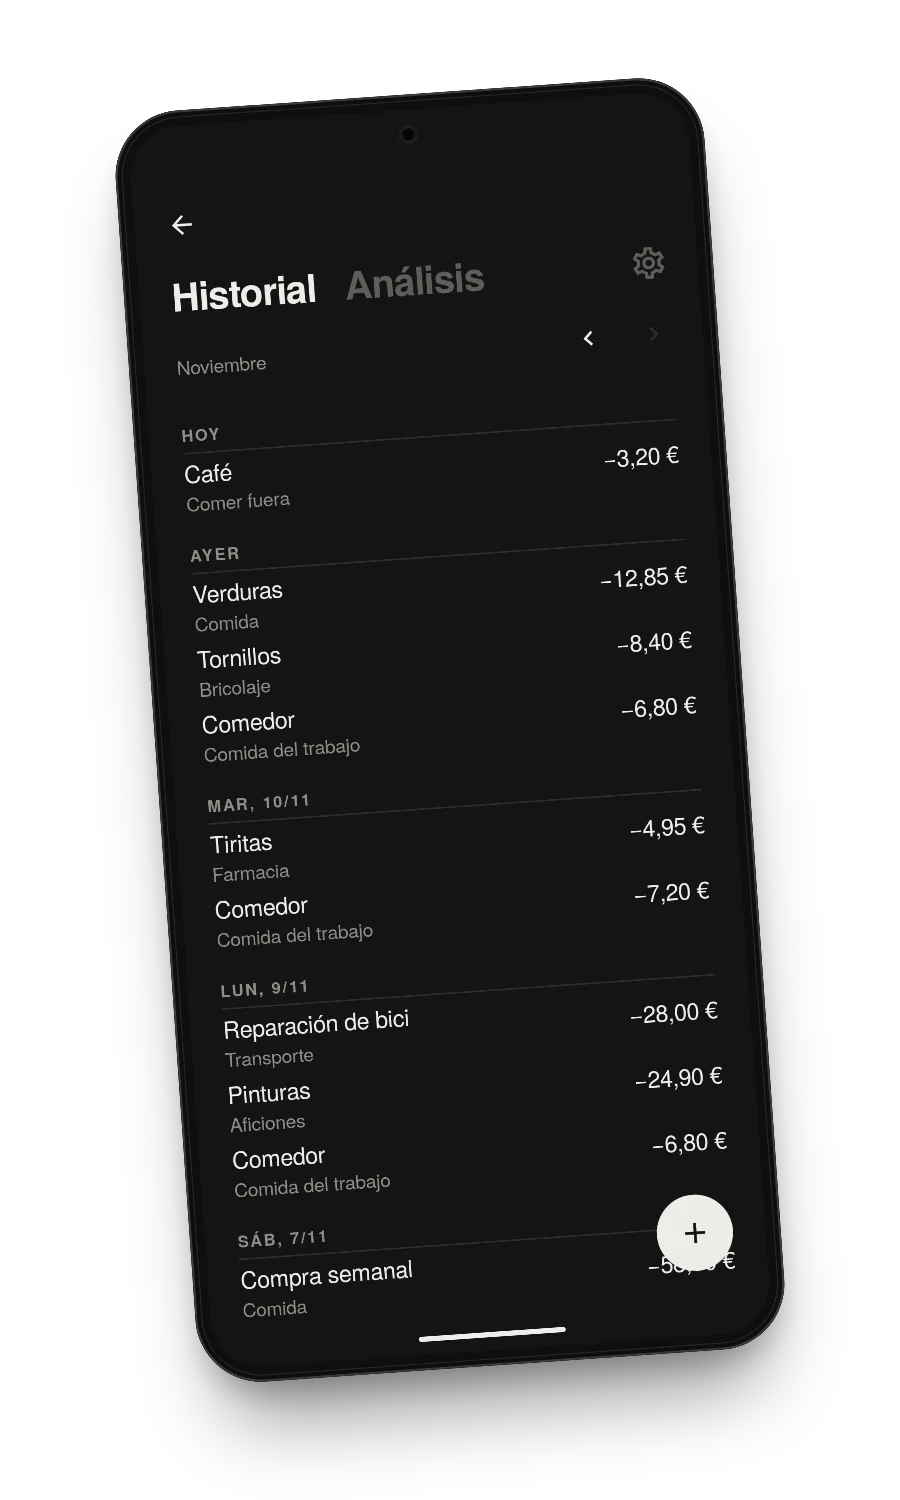 Historial Análisis
Noviembre
HOY
Café −3,20 €
Comer fuera
AYER
Verduras −12,85 €
Comida
Tornillos −8,40 €
Bricolaje
Comedor −6,80 €
Comida del trabajo
MAR, 10/11
Tiritas −4,95 €
Farmacia
Comedor −7,20 €
Comida del trabajo
LUN, 9/11
Reparación de bici −28,00 €
Transporte
Pinturas −24,90 €
Aficiones
Comedor −6,80 €
Comida del trabajo
SÁB, 7/11
Compra semanal
Comida